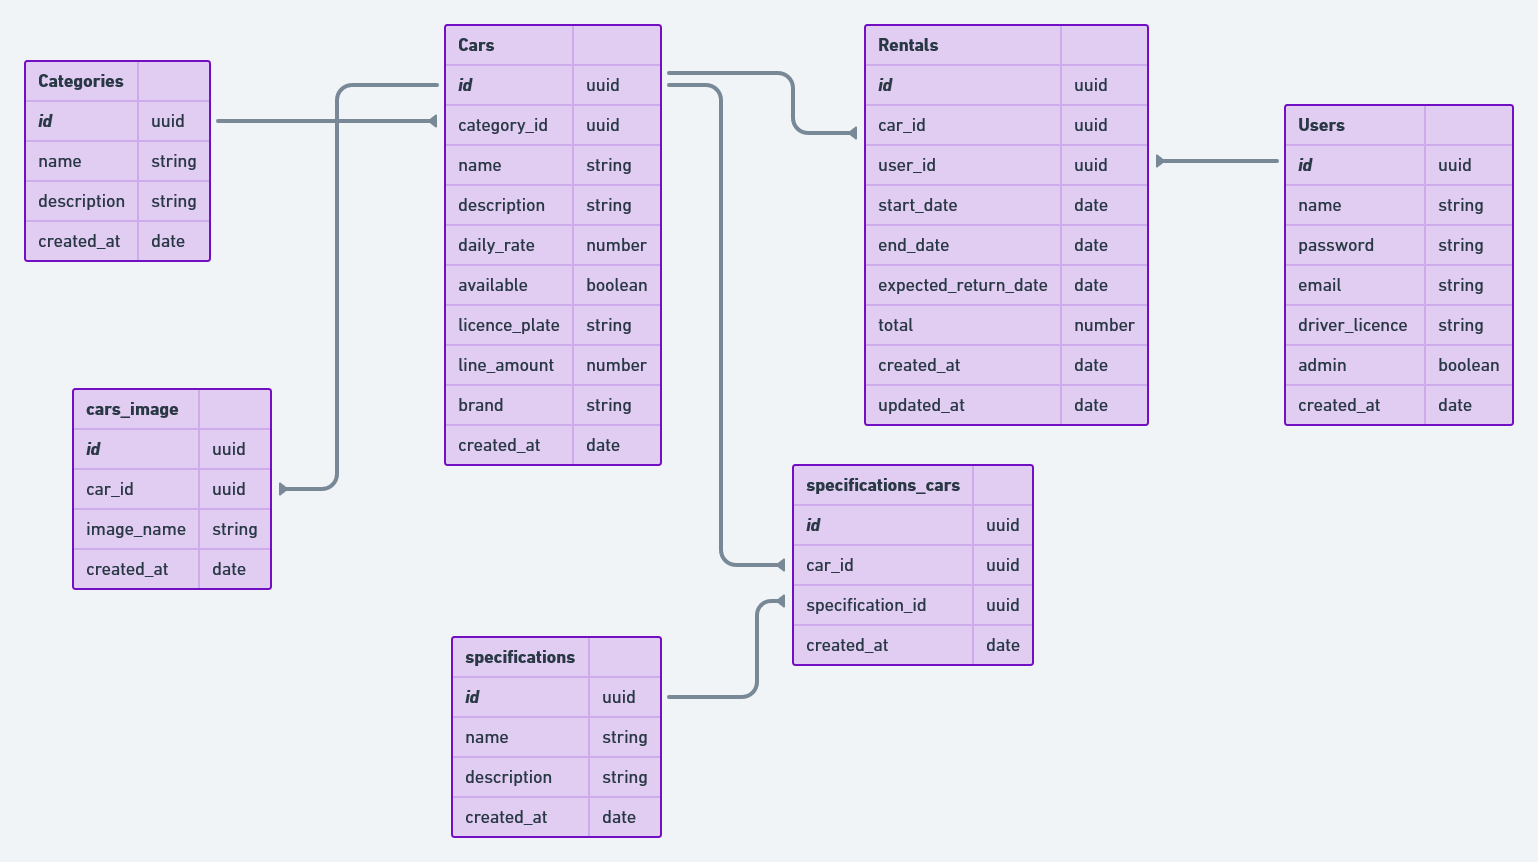 Categories
id uuid
name string
description string
created_at date
Cars
id uuid
category_id uuid
name string
description string
daily_rate number
available boolean
licence_plate string
line_amount number
brand string
created_at date
Rentals
id uuid
car_id uuid
user_id uuid
start_date date
end_date date
expected_return_date date
total number
created_at date
updated_at date
Users
id uuid
name string
password string
email string
driver_licence string
admin boolean
created_at date
cars_image
id uuid
car_id uuid
image_name string
created_at date
specifications_cars
id uuid
car_id uuid
specification_id uuid
created_at date
specifications
id uuid
name string
description string
created_at date